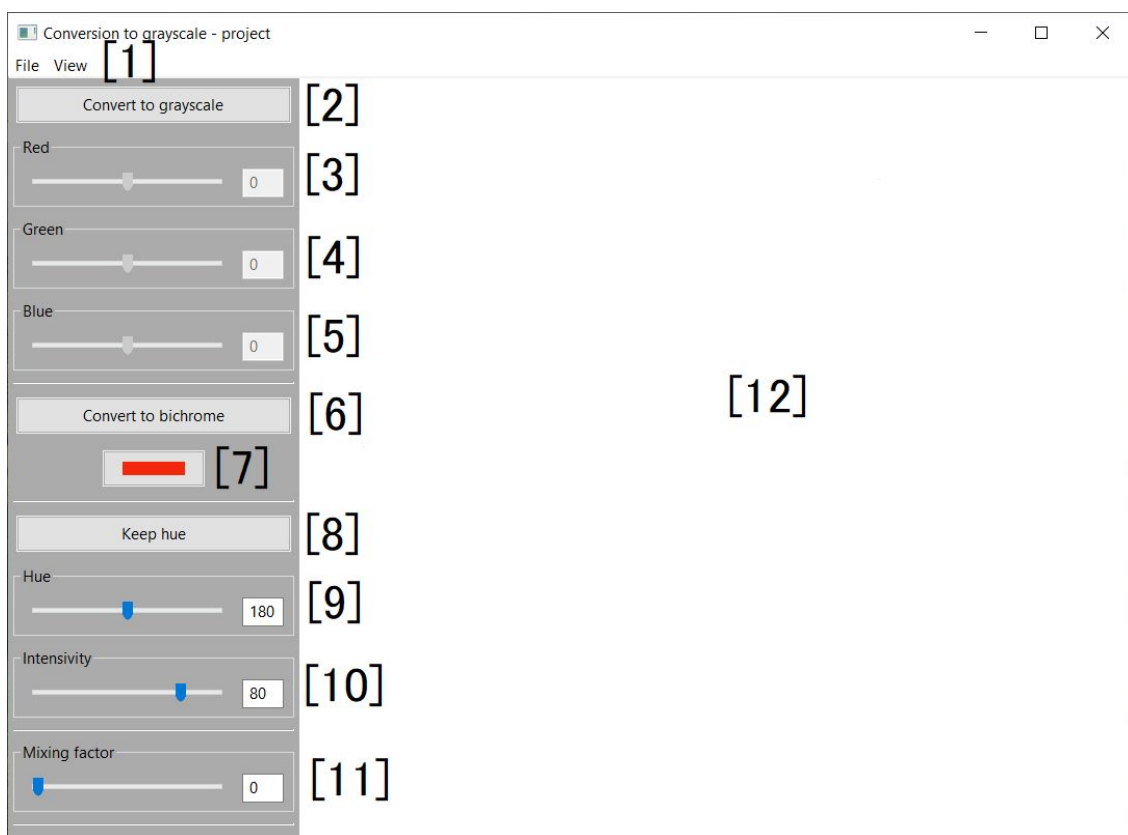 Conversion to grayscale - project
File View [1]
Convert to grayscale [2]
Red
0 [3]
Green
0 [4]
Blue
0 [5]
Convert to bichrome [6]
[7]
Keep hue [8]
Hue
180 [9]
Intensivity
80 [10]
Mixing factor
0 [11]
[12]